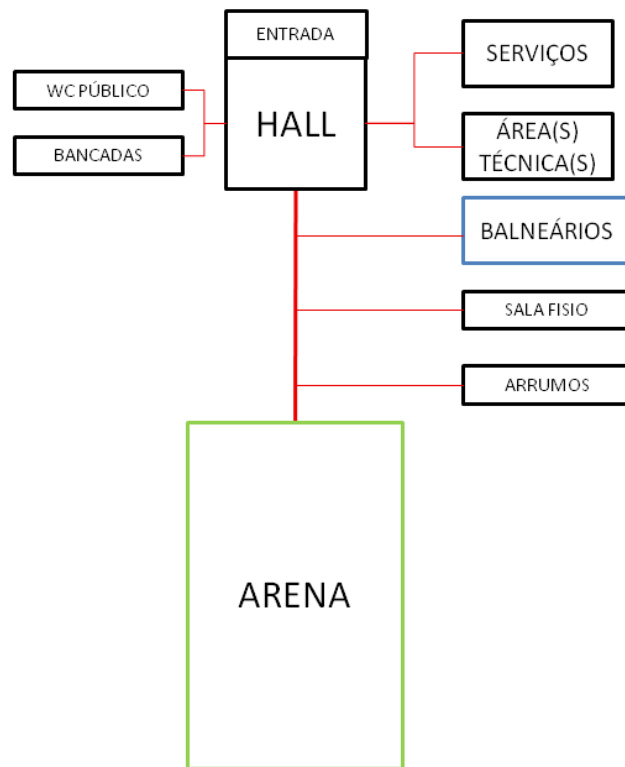 ENTRADA
HALL
WC PÚBLICO
BANCADAS
SERVIÇOS
ÁREA(S)
TÉCNICA(S)
BALNEÁRIOS
SALA FISIO
ARRUMOS
ARENA